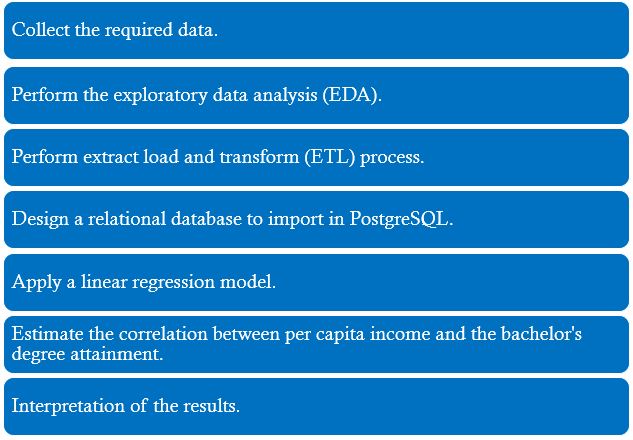 Collect the required data.
Perform the exploratory data analysis (EDA).
Perform extract load and transform (ETL) process.
Design a relational database to import in PostgreSQL.
Apply a linear regression model.
Estimate the correlation between per capita income and the bachelor's
degree attainment.
Interpretation of the results.